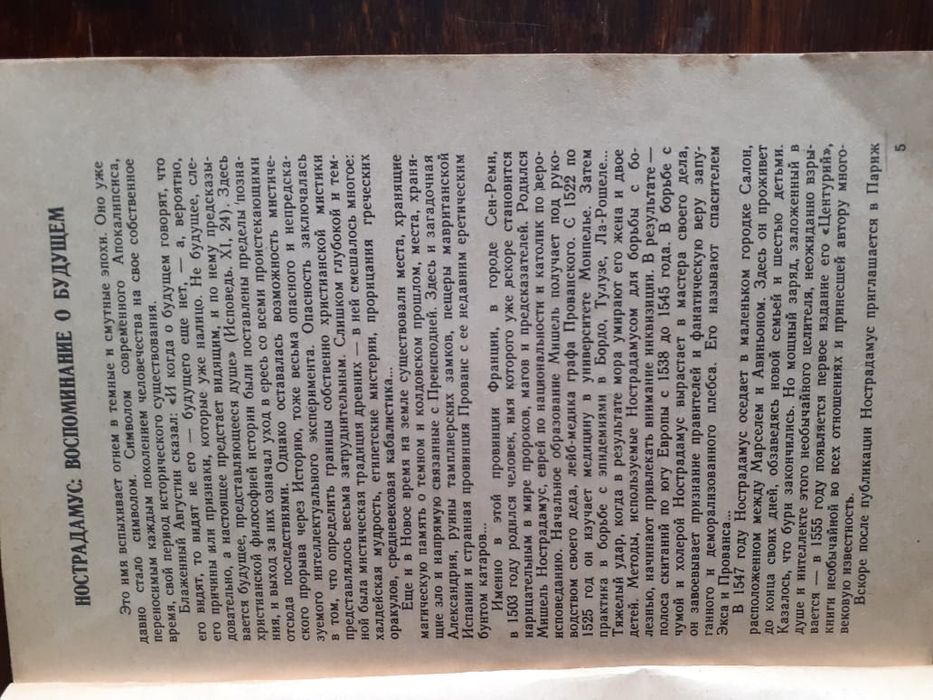 НОСТРАДАМУС: ВОСПОМИНАНИЕ О БУДУЩЕМ
Это имя вспыхивает огнем в темные и смутные эпохи. Оно уже
давно стало символом. Символом современного Апокалипсиса,
переносимым каждым поколением человечества на свое собственное
время, свой период исторического существования.
Блаженный Августин сказал: «И когда о будущем говорят, что
его видят, то видят не его — будущего еще нет, — а, вероятно,
его причины или признаки, которые уже налицо. Не будущее, сле-
довательно, а настоящее предстает видящим, и по нему предсказы-
вается будущее, представляющееся душе» (Исповедь. XI, 24). Здесь
христианской философией истории были поставлены пределы позна-
ния, и выход за них означал уход в ересь со всеми проистекающими
отсюда последствиями. Однако оставалась возможность мистиче-
ского прорыва через Историю, тоже весьма опасного и непредска-
зуемого интеллектуального эксперимента. Опасность заключалась
в том, что определить границы собственно христианской мистики
представлялось весьма затруднительным. Слишком глубокой и тем-
ной была мистическая традиция древних — в ней смешалось многое:
халдейская мудрость, египетские мистерии, прорицания греческих
оракулов, средневековая кабалистика...
Еще и в Новое время на земле существовали места, хранящие
магическую память о темном и колдовском прошлом, места, храня-
щие зло и напрямую связанные с Преисподней. Здесь и загадочная
Александрия, руины тамплиерских замков, пещеры мавританской
Испании и странная провинция Прованс с ее недавним еретическим
бунтом катаров...
Именно в этой провинции Франции, в городе Сен-Реми,
в 1503 году родился человек, имя которого уже вскоре становится
нарицательным в мире пророков, магов и предсказателей. Родился
Мишель Нострадамус, еврей по национальности и католик по веро-
исповеданию. Начальное образование Мишель получает под руко-
водством своего деда, лейб-медика графа Прованского. С 1522 по
1525 год он изучает медицину в университете Монпелье. Затем
практика в борьбе с эпидемиями в Бордо, Тулузе, Ла-Рошеле...
Тяжелый удар, когда в результате мора умирают его жена и двое
детей. Методы, используемые Нострадамусом для борьбы с бо-
лезнью, начинают привлекать внимание инквизиции. В результате —
полоса скитаний по югу Европы с 1538 до 1545 года. В борьбе с
чумой и холерой Нострадамус вырастает в мастера своего дела,
он завоевывает признание правителей и фанатическую веру запу-
ганного и деморализованного плебса. Его называют спасителем
Экса и Прованса...
В 1547 году Нострадамус оседает в маленьком городке Салон,
расположенном между Марселем и Авиньоном. Здесь он проживет
до конца своих дней, обзаведясь новой семьей и шестью детьми.
Казалось, что бури закончились. Но мощный заряд, заложенный в
душе и интеллекте этого необычайного целителя, неожиданно взры-
вается — в 1555 году появляется первое издание его «Центурий»,
книги необычайной во всех отношениях и принесшей автору много-
вековую известность.
Вскоре после публикации Нострадамус приглашается в Париж
5